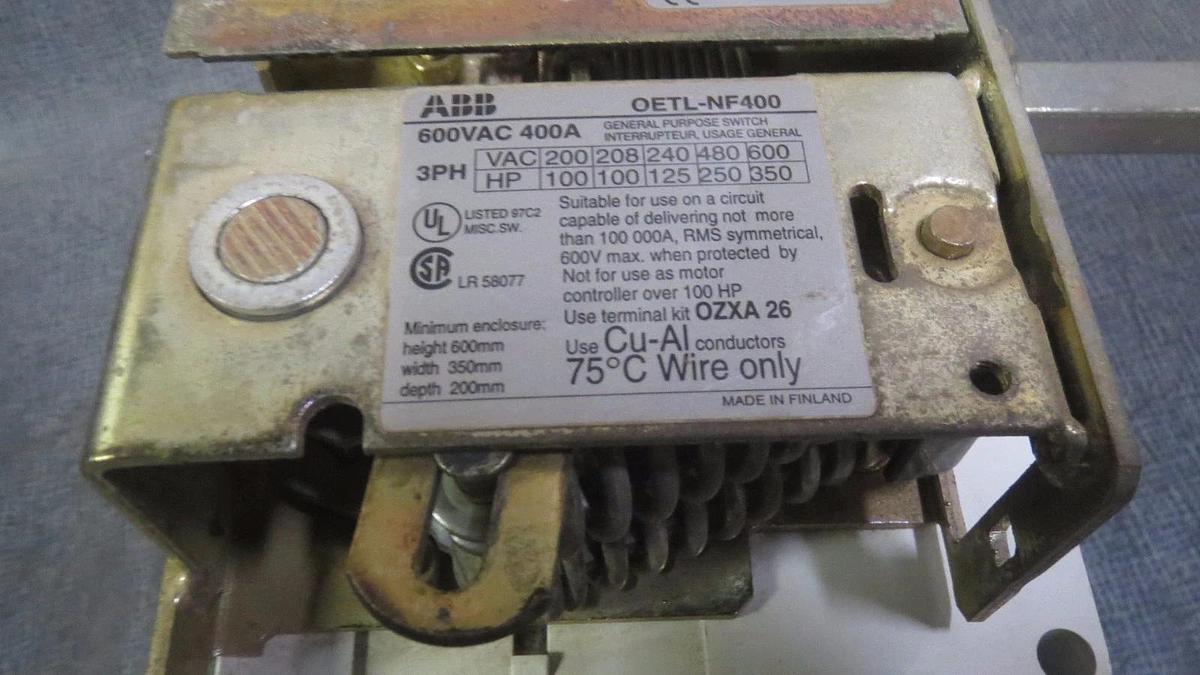 ABB OETL-NF400
600VAC 400A GENERAL PURPOSE SWITCH
INTERRUPTEUR, USAGE GENERAL
3PH
VAC 200 208 240 480 600
HP 100 100 125 250 350
UL LISTED 97C2
MISC.SW.
SA LR 58077
Suitable for use on a circuit
capable of delivering not more
than 100 000A, RMS symmetrical,
600V max. when protected by
Not for use as motor
controller over 100 HP
Use terminal kit OZXA 26
Minimum enclosure:
height 600mm
width 350mm
depth 200mm
Use Cu-Al conductors
75°C Wire only
MADE IN FINLAND